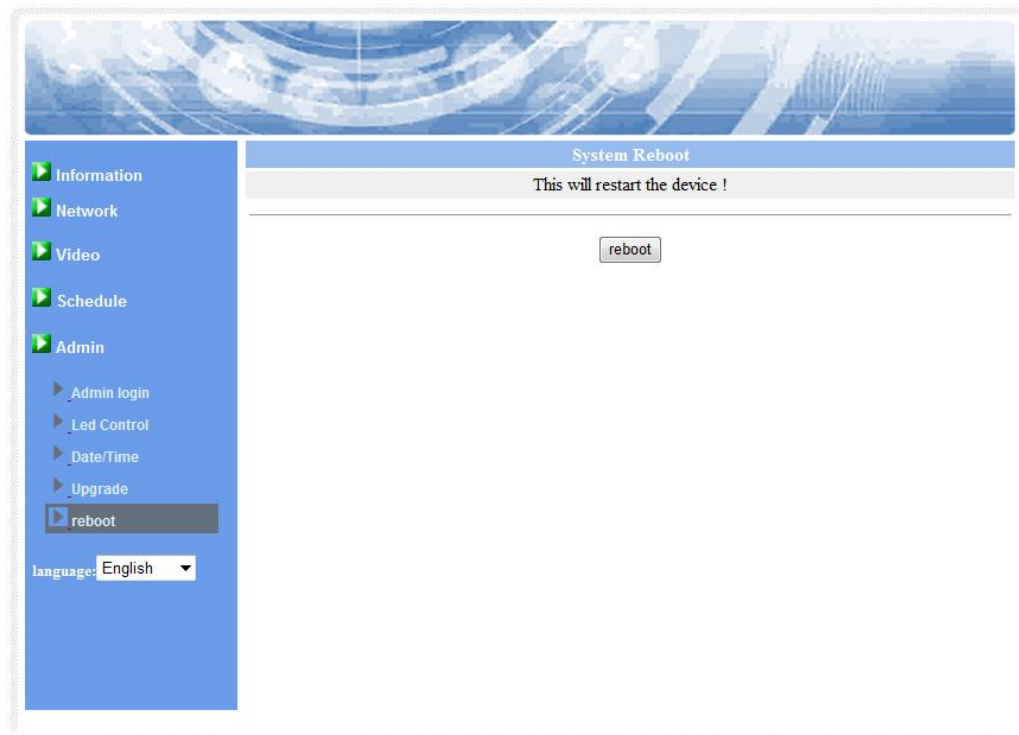 Information
Network
Video
Schedule
Admin
Admin login
Led Control
Date/Time
Upgrade
reboot
language: English
System Reboot
This will restart the device !
reboot